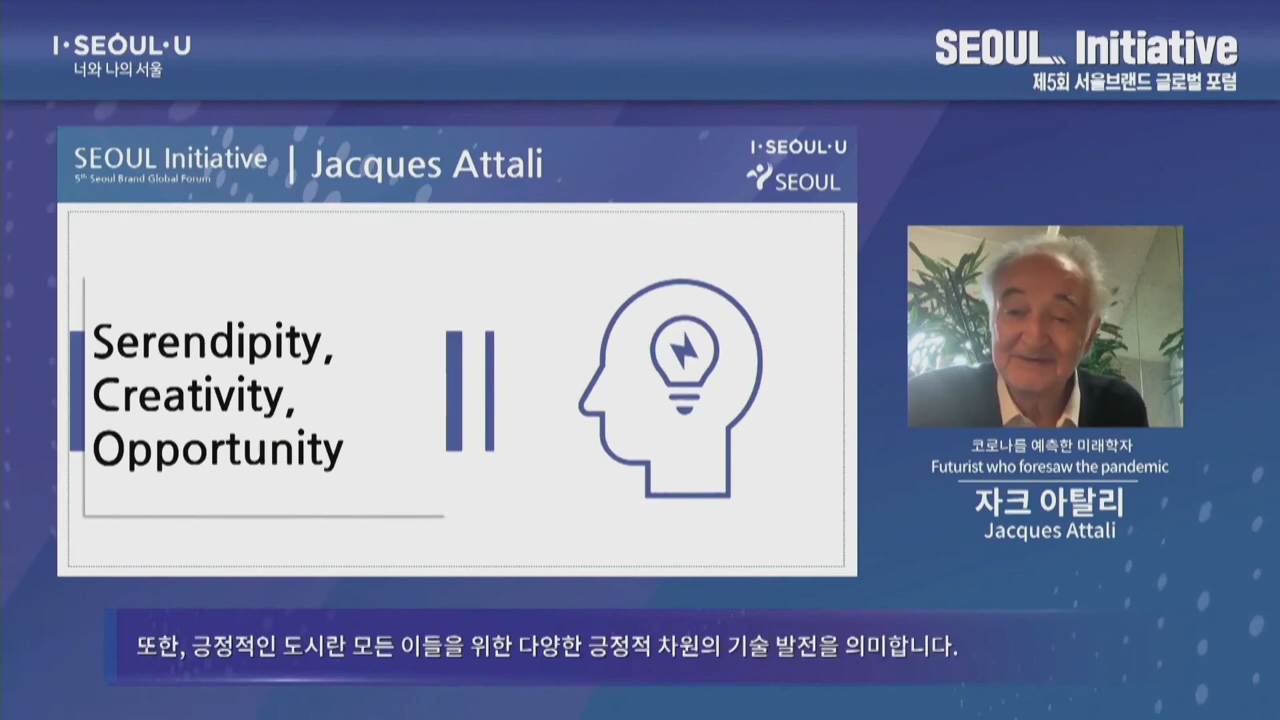 I·SEOUL·U
너와 나의 서울
SEOUL Initiative
제5회 서울브랜드 글로벌 포럼
SEOUL Initiative
5th Seoul Brand Global Forum
Jacques Attali
I·SEOUL·U
SEOUL
Serendipity,
Creativity,
Opportunity
코로나를 예측한 미래학자
Futurist who foresaw the pandemic
자크 아탈리
Jacques Attali
또한, 긍정적인 도시란 모든 이들을 위한 다양한 긍정적 차원의 기술 발전을 의미합니다.